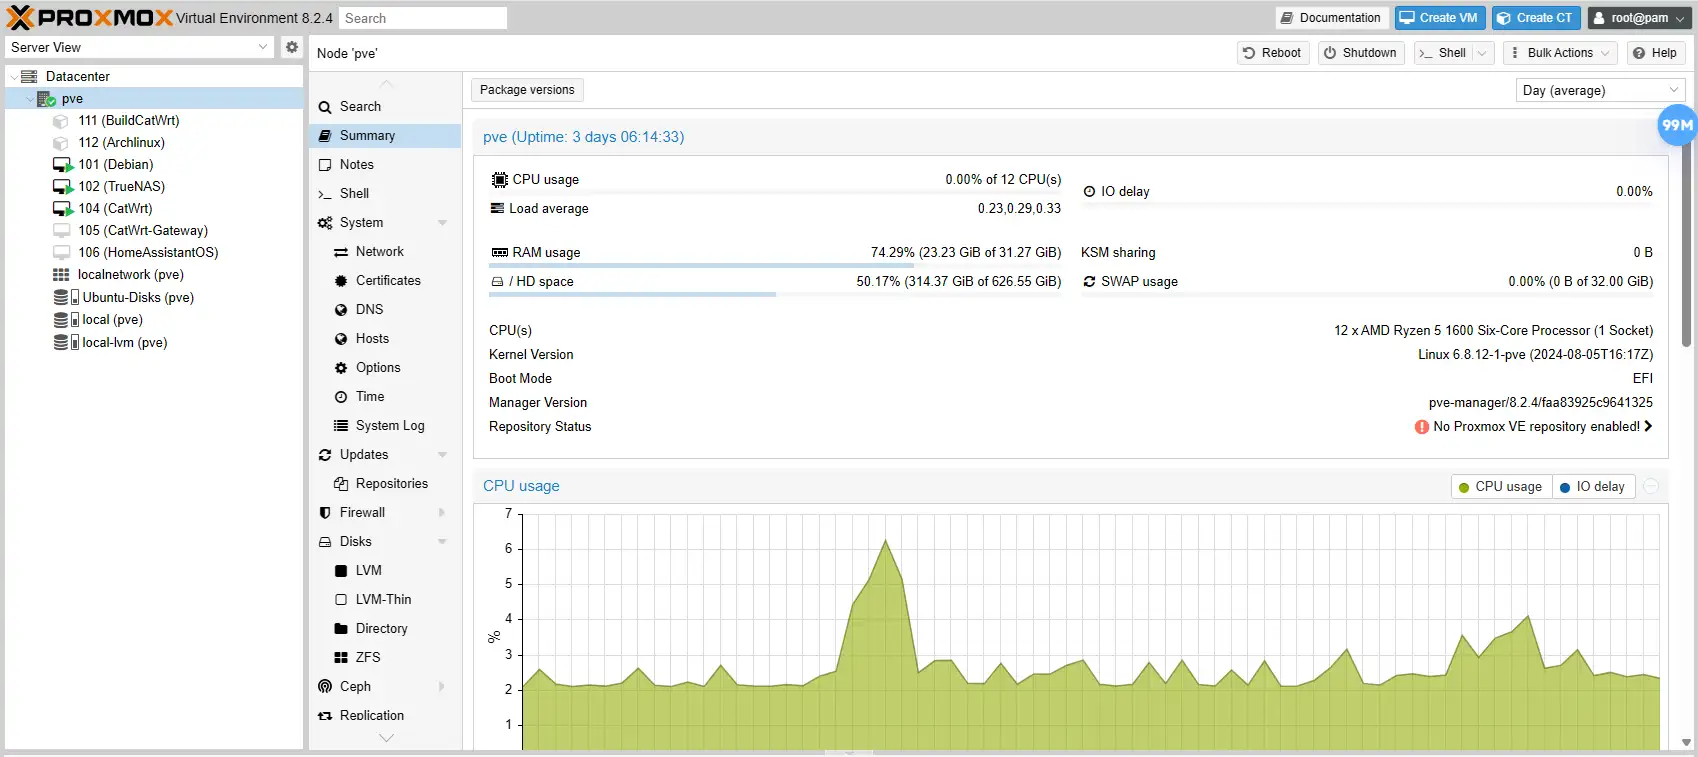 PROXMOX Virtual Environment 8.2.4 Search Documentation Create VM Create CT root@pam
Server View
Datacenter
pve
111 (BuildCatWrt)
112 (Archlinux)
101 (Debian)
102 (TrueNAS)
104 (CatWrt)
105 (CatWrt-Gateway)
106 (HomeAssistantOS)
localnetwork (pve)
Ubuntu-Disks (pve)
local (pve)
local-lvm (pve)
Node 'pve' Reboot Shutdown Shell Bulk Actions Help
Search
Summary
Notes
Shell
System
Network
Certificates
DNS
Hosts
Options
Time
System Log
Updates
Repositories
Firewall
Disks
LVM
LVM-Thin
Directory
ZFS
Ceph
Replication
Package versions Day (average)
99M
pve (Uptime: 3 days 06:14:33)
CPU usage 0.00% of 12 CPU(s)
IO delay 0.00%
Load average 0.23,0.29,0.33
RAM usage 74.29% (23.23 GiB of 31.27 GiB) KSM sharing 0 B
/ HD space 50.17% (314.37 GiB of 626.55 GiB) SWAP usage 0.00% (0 B of 32.00 GiB)
CPU(s) 12 x AMD Ryzen 5 1600 Six-Core Processor (1 Socket)
Kernel Version Linux 6.8.12-1-pve (2024-08-05T16:17Z)
Boot Mode EFI
Manager Version pve-manager/8.2.4/faa83925c9641325
Repository Status No Proxmox VE repository enabled!
CPU usage CPU usage IO delay
7
6
5
4
%
3
2
1